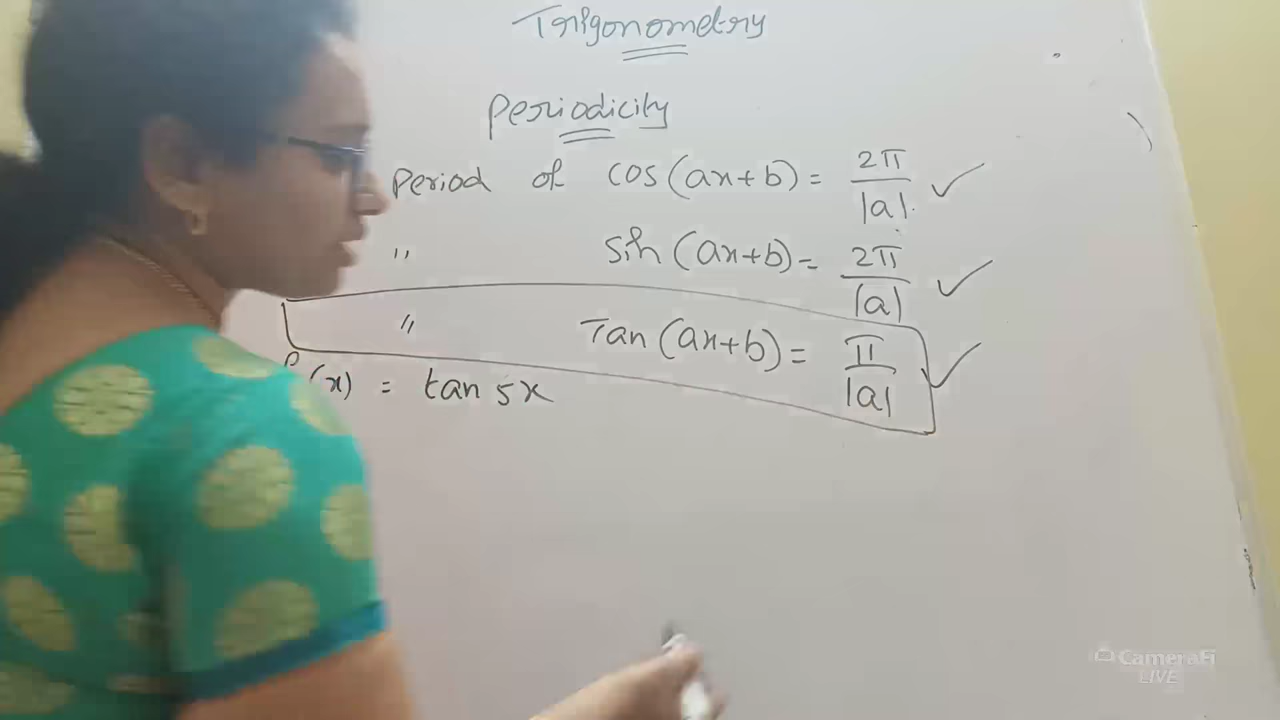 Trigonometry
Periodicity
Period of cos(ax+b) = 2π/|a| ✓
" sin(ax+b) = 2π/|a| ✓
" Tan(ax+b) = π/|a| ✓
f(x) = tan 5x
CameraFi
LIVE